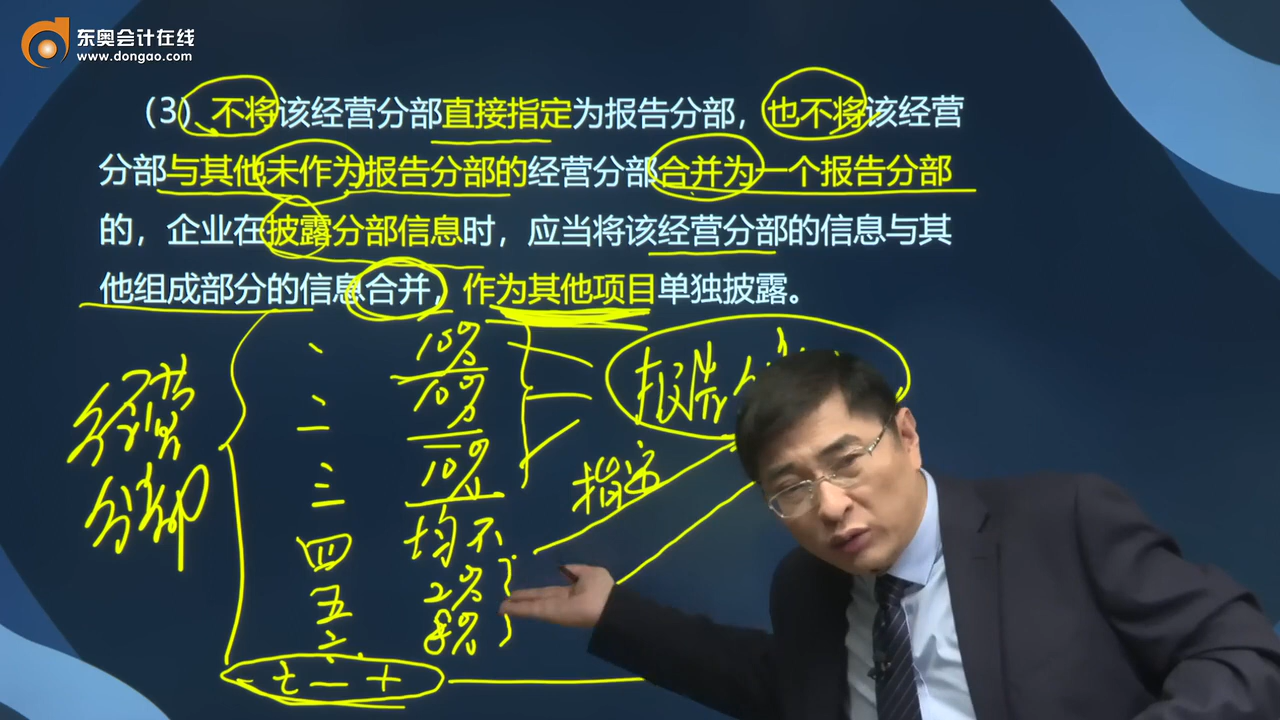 东奥会计在线
www.dongao.com
（3）、不将该经营分部直接指定为报告分部，也不将该经营
分部与其他未作为报告分部的经营分部合并为一个报告分部
的，企业在披露分部信息时，应当将该经营分部的信息与其
他组成部分的信息合并，作为其他项目单独披露。
经营
分部
一 10%
二 10%
三 10%
四 均不
五
六
七 — 十
报告分
指定